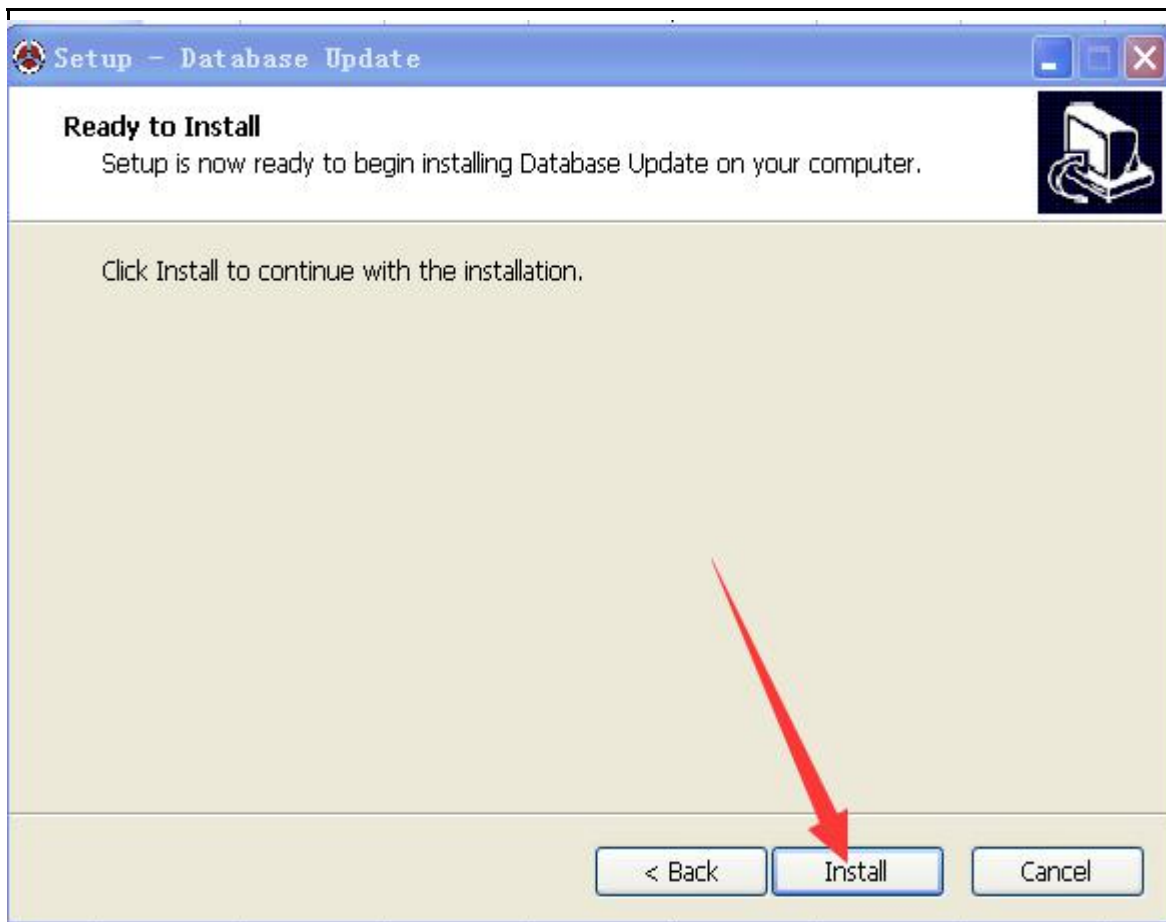 Setup - Database Update
Ready to Install
Setup is now ready to begin installing Database Update on your computer.
Click Install to continue with the installation.
< Back Install Cancel